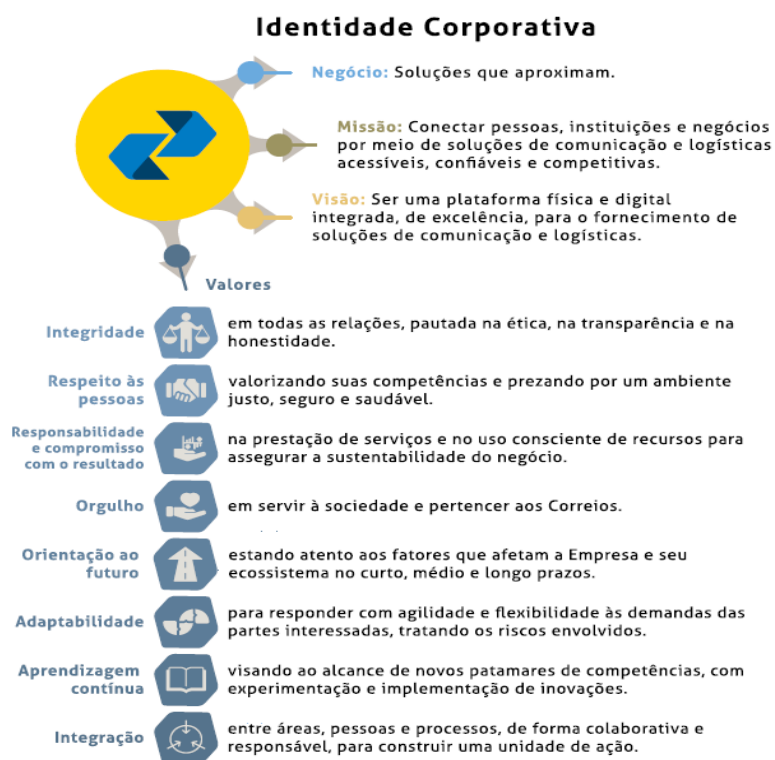 Identidade Corporativa
Negócio: Soluções que aproximam.
Missão: Conectar pessoas, instituições e negócios
por meio de soluções de comunicação e logísticas
acessíveis, confiáveis e competitivas.
Visão: Ser uma plataforma física e digital
integrada, de excelência, para o fornecimento de
soluções de comunicação e logísticas.
Valores
Integridade
em todas as relações, pautada na ética, na transparência e na
honestidade.
Respeito às
pessoas
valorizando suas competências e prezando por um ambiente
justo, seguro e saudável.
Responsabilidade
e compromisso
com o resultado
na prestação de serviços e no uso consciente de recursos para
assegurar a sustentabilidade do negócio.
Orgulho
em servir à sociedade e pertencer aos Correios.
Orientação ao
futuro
estando atento aos fatores que afetam a Empresa e seu
ecossistema no curto, médio e longo prazos.
Adaptabilidade
para responder com agilidade e flexibilidade às demandas das
partes interessadas, tratando os riscos envolvidos.
Aprendizagem
contínua
visando ao alcance de novos patamares de competências, com
experimentação e implementação de inovações.
Integração
entre áreas, pessoas e processos, de forma colaborativa e
responsável, para construir uma unidade de ação.